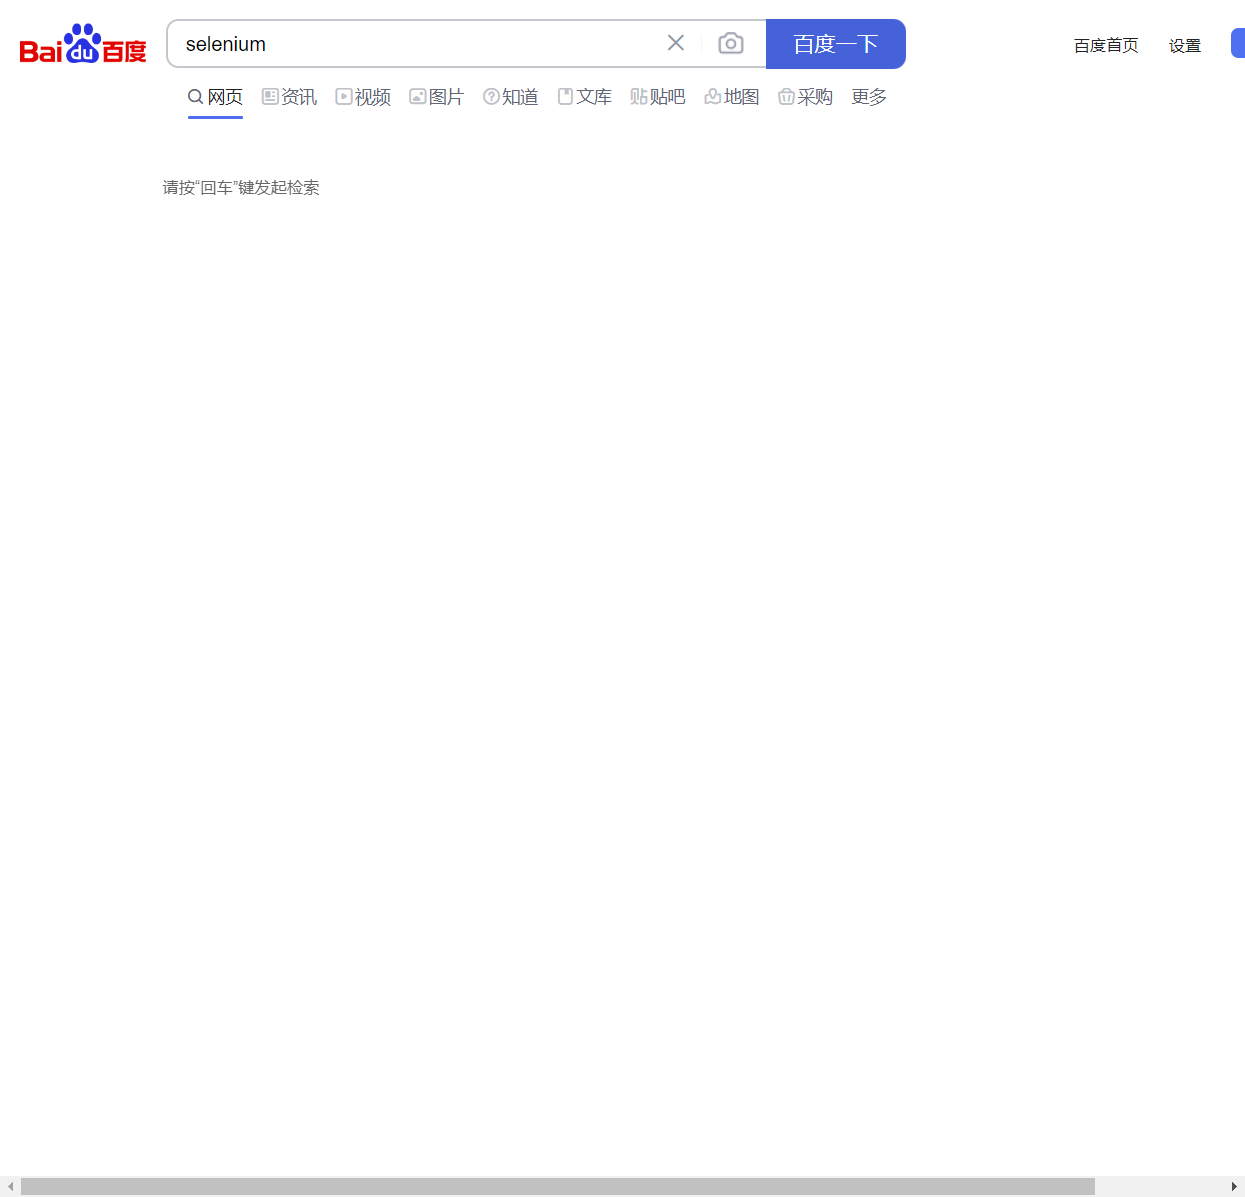 Bai du 百度 selenium 百度一下 百度首页 设置
网页 资讯 视频 图片 知道 文库 贴吧 地图 采购 更多
请按“回车”键发起检索